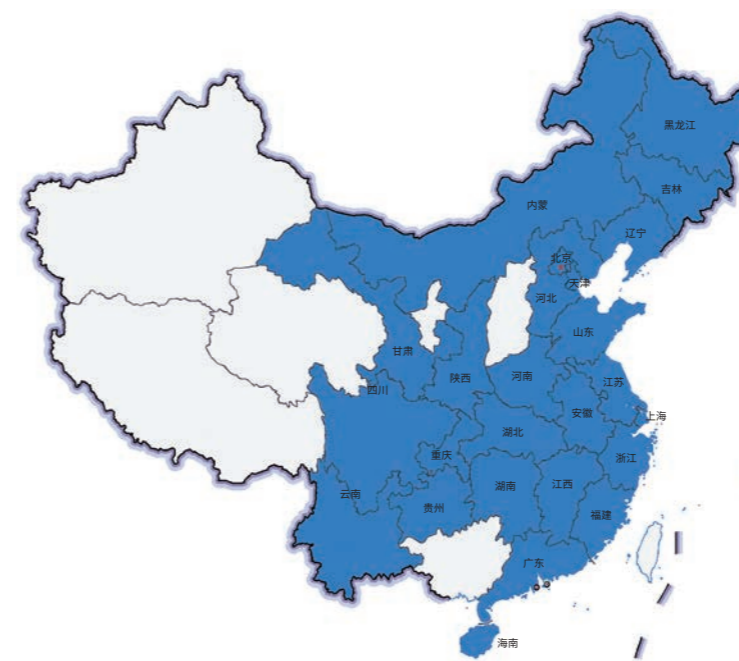 黑龙江
吉林
内蒙
辽宁
北京
天津
河北
山东
甘肃
陕西
河南
四川
江苏
安徽
上海
湖北
重庆
浙江
云南
贵州
湖南
江西
福建
广东
海南